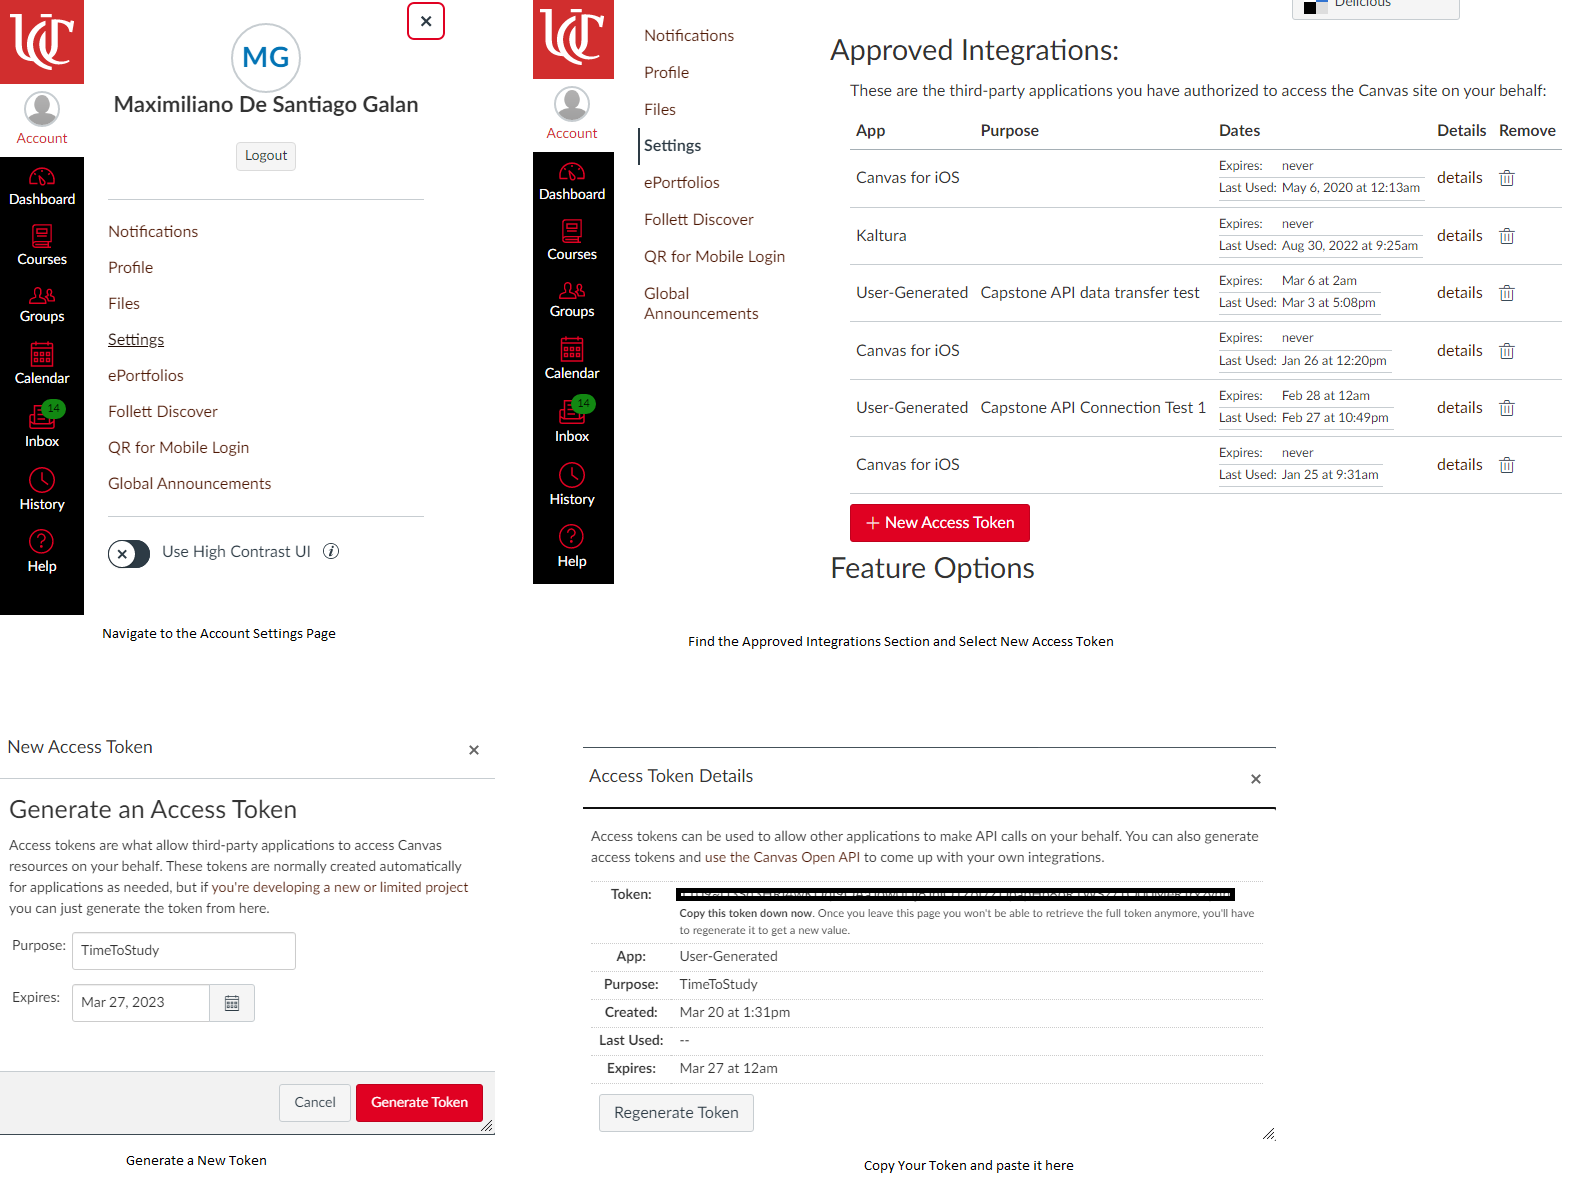 UC
MG
Maximiliano De Santiago Galan
Logout
Account
Dashboard
Courses
Groups
Calendar
14
Inbox
History
Help
Notifications
Profile
Files
Settings
ePortfolios
Follett Discover
QR for Mobile Login
Global Announcements
Use High Contrast UI
Navigate to the Account Settings Page
UC
Account
Dashboard
Courses
Groups
Calendar
14
Inbox
History
Help
Notifications
Profile
Files
Settings
ePortfolios
Follett Discover
QR for Mobile Login
Global
Announcements
Delicious
Approved Integrations:
These are the third-party applications you have authorized to access the Canvas site on your behalf:
App Purpose Dates Details Remove
Canvas for iOS Expires: never details
Last Used: May 6, 2020 at 12:13am
Kaltura Expires: never details
Last Used: Aug 30, 2022 at 9:25am
User-Generated Capstone API data transfer test Expires: Mar 6 at 2am details
Last Used: Mar 3 at 5:08pm
Canvas for iOS Expires: never details
Last Used: Jan 26 at 12:20pm
User-Generated Capstone API Connection Test 1 Expires: Feb 28 at 12am details
Last Used: Feb 27 at 10:49pm
Canvas for iOS Expires: never details
Last Used: Jan 25 at 9:31am
+ New Access Token
Feature Options
Find the Approved Integrations Section and Select New Access Token
New Access Token
Generate an Access Token
Access tokens are what allow third-party applications to access Canvas
resources on your behalf. These tokens are normally created automatically
for applications as needed, but if you're developing a new or limited project
you can just generate the token from here.
Purpose: TimeToStudy
Expires: Mar 27, 2023
Cancel Generate Token
Generate a New Token
Access Token Details
Access tokens can be used to allow other applications to make API calls on your behalf. You can also generate
access tokens and use the Canvas Open API to come up with your own integrations.
Token:
Copy this token down now. Once you leave this page you won't be able to retrieve the full token anymore, you'll have
to regenerate it to get a new value.
App: User-Generated
Purpose: TimeToStudy
Created: Mar 20 at 1:31pm
Last Used: --
Expires: Mar 27 at 12am
Regenerate Token
Copy Your Token and paste it here